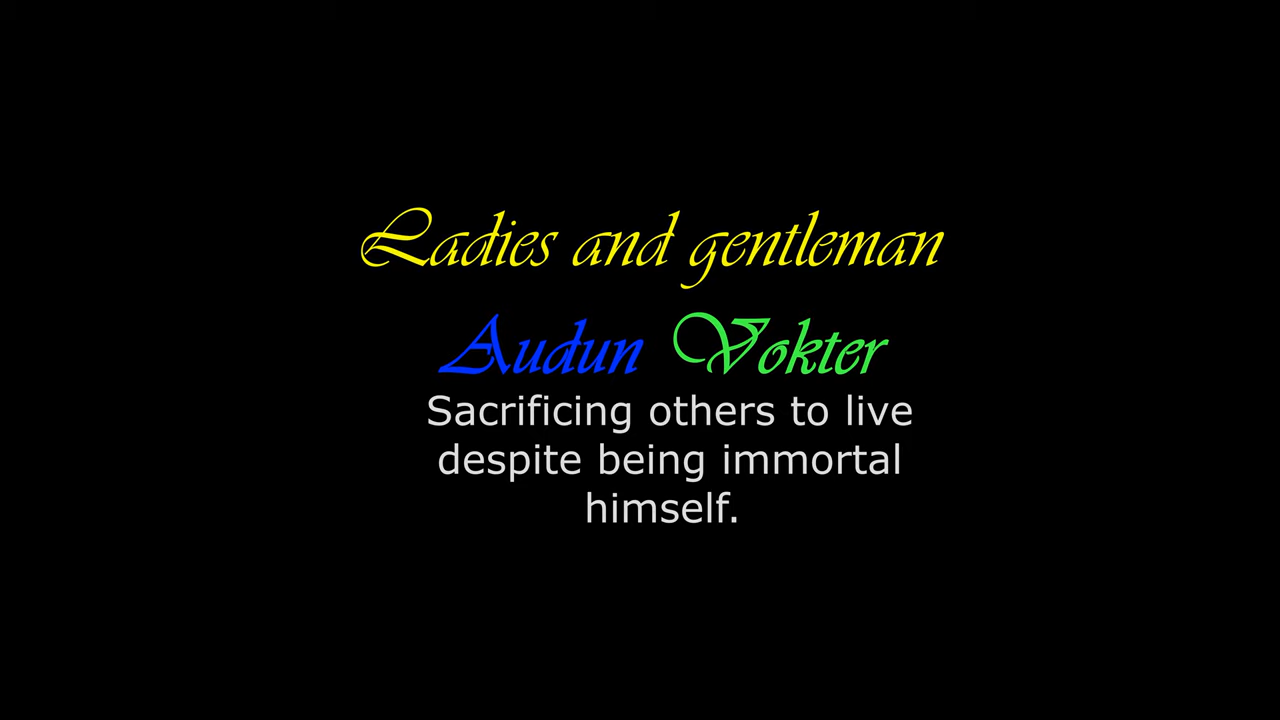 Ladies and gentleman
Audun Vokter
Sacrificing others to live
despite being immortal
himself.